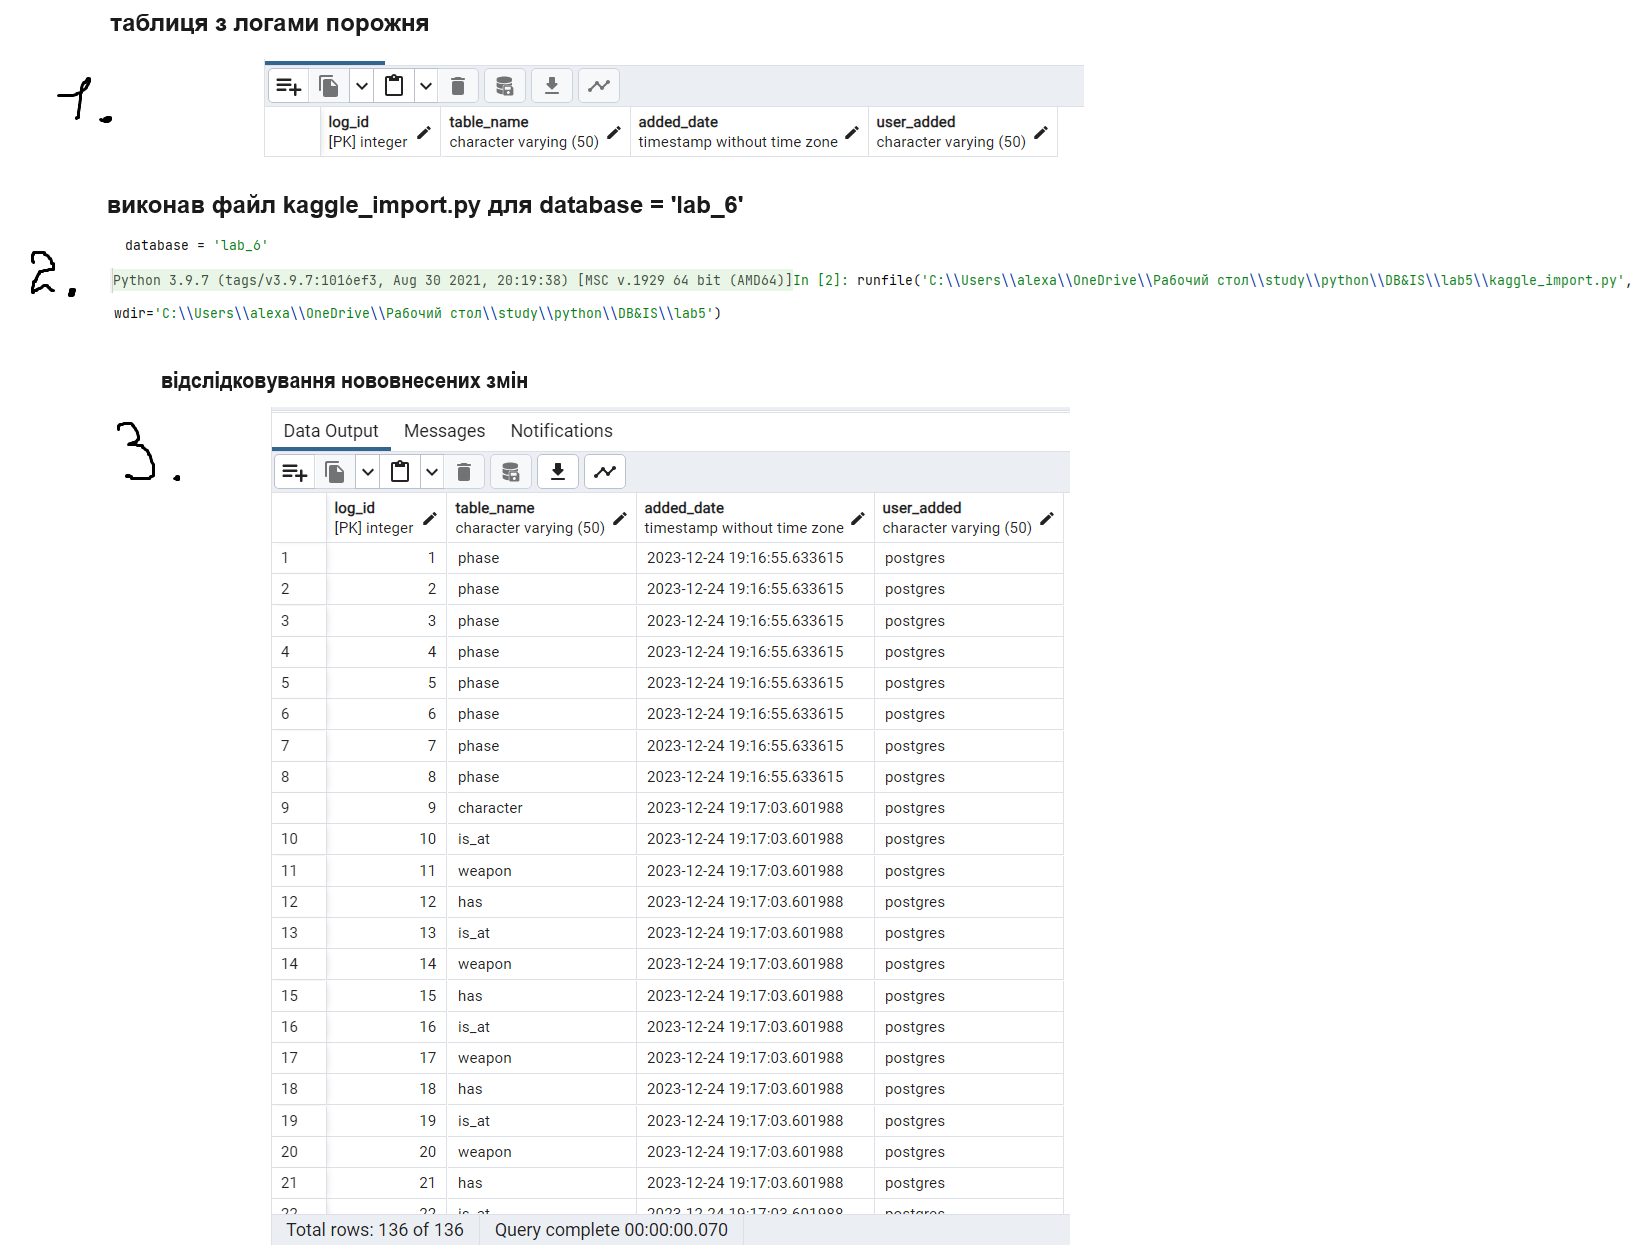 таблиця з логами порожня
1.
log_id table_name added_date user_added
[PK] integer character varying (50) timestamp without time zone character varying (50)
виконав файл kaggle_import.py для database = 'lab_6'
2.
database = 'lab_6'
Python 3.9.7 (tags/v3.9.7:1016ef3, Aug 30 2021, 20:19:38) [MSC v.1929 64 bit (AMD64)]In [2]: runfile('C:\\Users\\alexa\\OneDrive\\Рабочий стол\\study\\python\\DB&IS\\lab5\\kaggle_import.py',
wdir='C:\\Users\\alexa\\OneDrive\\Рабочий стол\\study\\python\\DB&IS\\lab5')
відслідковування нововнесених змін
3.
Data Output Messages Notifications
log_id table_name added_date user_added
[PK] integer character varying (50) timestamp without time zone character varying (50)
1 1 phase 2023-12-24 19:16:55.633615 postgres
2 2 phase 2023-12-24 19:16:55.633615 postgres
3 3 phase 2023-12-24 19:16:55.633615 postgres
4 4 phase 2023-12-24 19:16:55.633615 postgres
5 5 phase 2023-12-24 19:16:55.633615 postgres
6 6 phase 2023-12-24 19:16:55.633615 postgres
7 7 phase 2023-12-24 19:16:55.633615 postgres
8 8 phase 2023-12-24 19:16:55.633615 postgres
9 9 character 2023-12-24 19:17:03.601988 postgres
10 10 is_at 2023-12-24 19:17:03.601988 postgres
11 11 weapon 2023-12-24 19:17:03.601988 postgres
12 12 has 2023-12-24 19:17:03.601988 postgres
13 13 is_at 2023-12-24 19:17:03.601988 postgres
14 14 weapon 2023-12-24 19:17:03.601988 postgres
15 15 has 2023-12-24 19:17:03.601988 postgres
16 16 is_at 2023-12-24 19:17:03.601988 postgres
17 17 weapon 2023-12-24 19:17:03.601988 postgres
18 18 has 2023-12-24 19:17:03.601988 postgres
19 19 is_at 2023-12-24 19:17:03.601988 postgres
20 20 weapon 2023-12-24 19:17:03.601988 postgres
21 21 has 2023-12-24 19:17:03.601988 postgres
22 22 is_at 2023-12-24 19:17:03.601988 postgres
Total rows: 136 of 136 Query complete 00:00:00.070